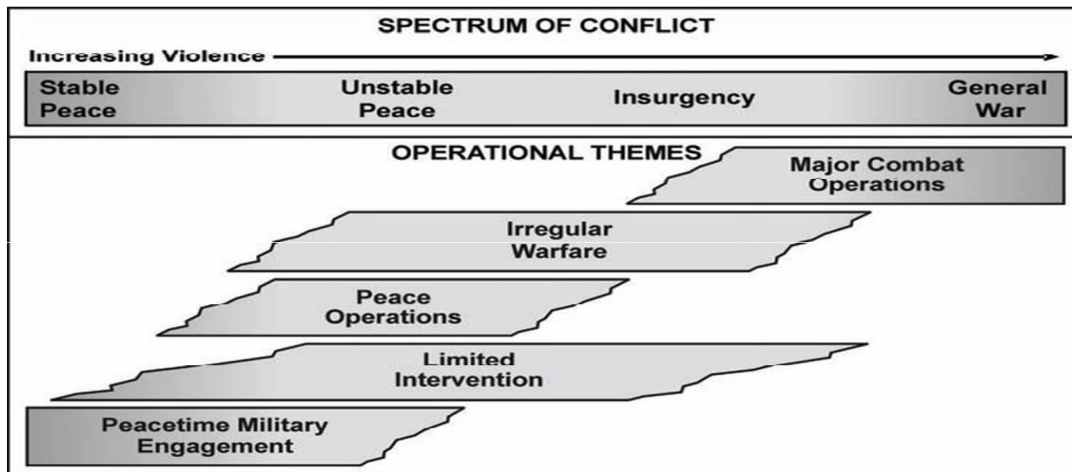 SPECTRUM OF CONFLICT
Increasing Violence
Stable
Peace
Unstable
Peace
Insurgency
General
War
OPERATIONAL THEMES
Major Combat
Operations
Irregular
Warfare
Peace
Operations
Limited
Intervention
Peacetime Military
Engagement